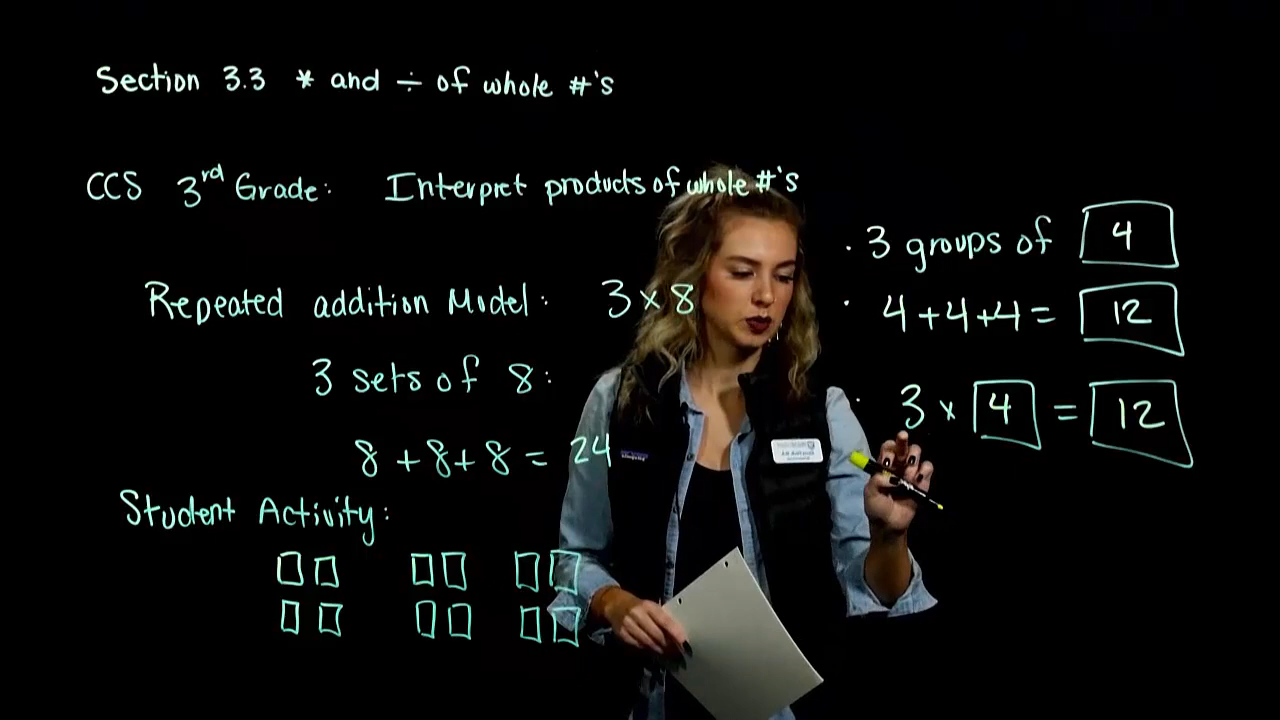 Section 3.3 * and ÷ of whole #'s
CCS 3rd Grade: Interpret products of whole #'s
Repeated addition Model: 3 × 8
3 sets of 8:
8 + 8 + 8 = 24
Student Activity:
· 3 groups of 4
· 4 + 4 + 4 = 12
· 3 × 4 = 12